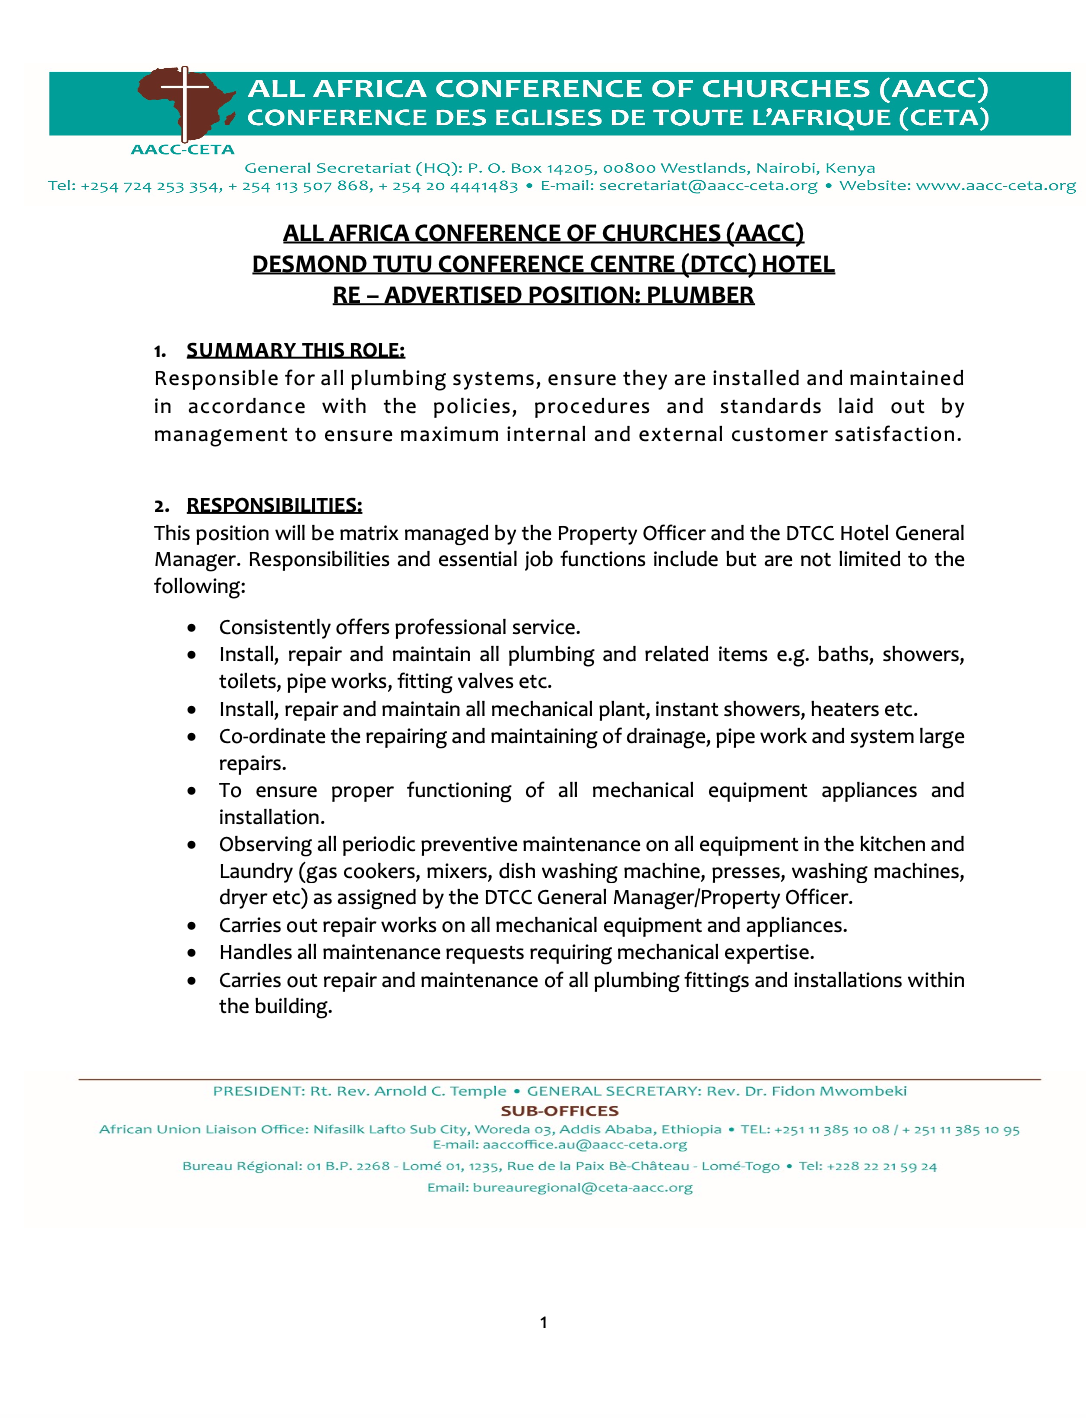 ALL AFRICA CONFERENCE OF CHURCHES (AACC)
CONFERENCE DES EGLISES DE TOUTE L'AFRIQUE (CETA)
AACC-CETA
General Secretariat (HQ): P. O. Box 14205, 00800 Westlands, Nairobi, Kenya
Tel: +254 724 253 354, + 254 113 507 868, + 254 20 4441483 • E-mail: secretariat@aacc-ceta.org • Website: www.aacc-ceta.org
ALL AFRICA CONFERENCE OF CHURCHES (AACC)
DESMOND TUTU CONFERENCE CENTRE (DTCC) HOTEL
RE – ADVERTISED POSITION: PLUMBER
1. SUMMARY THIS ROLE:
Responsible for all plumbing systems, ensure they are installed and maintained
in accordance with the policies, procedures and standards laid out by
management to ensure maximum internal and external customer satisfaction.
2. RESPONSIBILITIES:
This position will be matrix managed by the Property Officer and the DTCC Hotel General
Manager. Responsibilities and essential job functions include but are not limited to the
following:
• Consistently offers professional service.
• Install, repair and maintain all plumbing and related items e.g. baths, showers,
toilets, pipe works, fitting valves etc.
• Install, repair and maintain all mechanical plant, instant showers, heaters etc.
• Co-ordinate the repairing and maintaining of drainage, pipe work and system large
repairs.
• To ensure proper functioning of all mechanical equipment appliances and
installation.
• Observing all periodic preventive maintenance on all equipment in the kitchen and
Laundry (gas cookers, mixers, dish washing machine, presses, washing machines,
dryer etc) as assigned by the DTCC General Manager/Property Officer.
• Carries out repair works on all mechanical equipment and appliances.
• Handles all maintenance requests requiring mechanical expertise.
• Carries out repair and maintenance of all plumbing fittings and installations within
the building.
PRESIDENT: Rt. Rev. Arnold C. Temple • GENERAL SECRETARY: Rev. Dr. Fidon Mwombeki
SUB-OFFICES
African Union Liaison Office: Nifasilk Lafto Sub City, Woreda 03, Addis Ababa, Ethiopia • TEL: +251 11 385 10 08 / + 251 11 385 10 95
E-mail: aaccoffice.au@aacc-ceta.org
Bureau Régional: 01 B.P. 2268 - Lomé 01, 1235, Rue de la Paix Bè-Château - Lomé-Togo • Tel: +228 22 21 59 24
Email: bureauregional@ceta-aacc.org
1